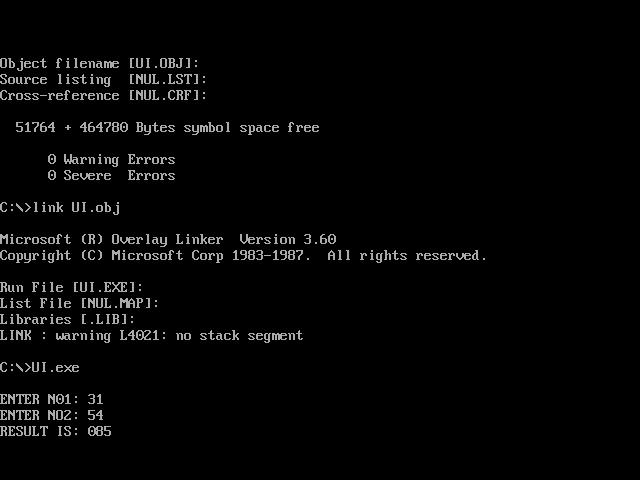 Object filename [UI.OBJ]:
Source listing  [NUL.LST]:
Cross-reference [NUL.CRF]:
51764 + 464780 Bytes symbol space free
0 Warning Errors
0 Severe  Errors
C:\>link UI.obj
Microsoft (R) Overlay Linker  Version 3.60
Copyright (C) Microsoft Corp 1983-1987.  All rights reserved.
Run File [UI.EXE]:
List File [NUL.MAP]:
Libraries [.LIB]:
LINK : warning L4021: no stack segment
C:\>UI.exe
ENTER NO1: 31
ENTER NO2: 54
RESULT IS: 085